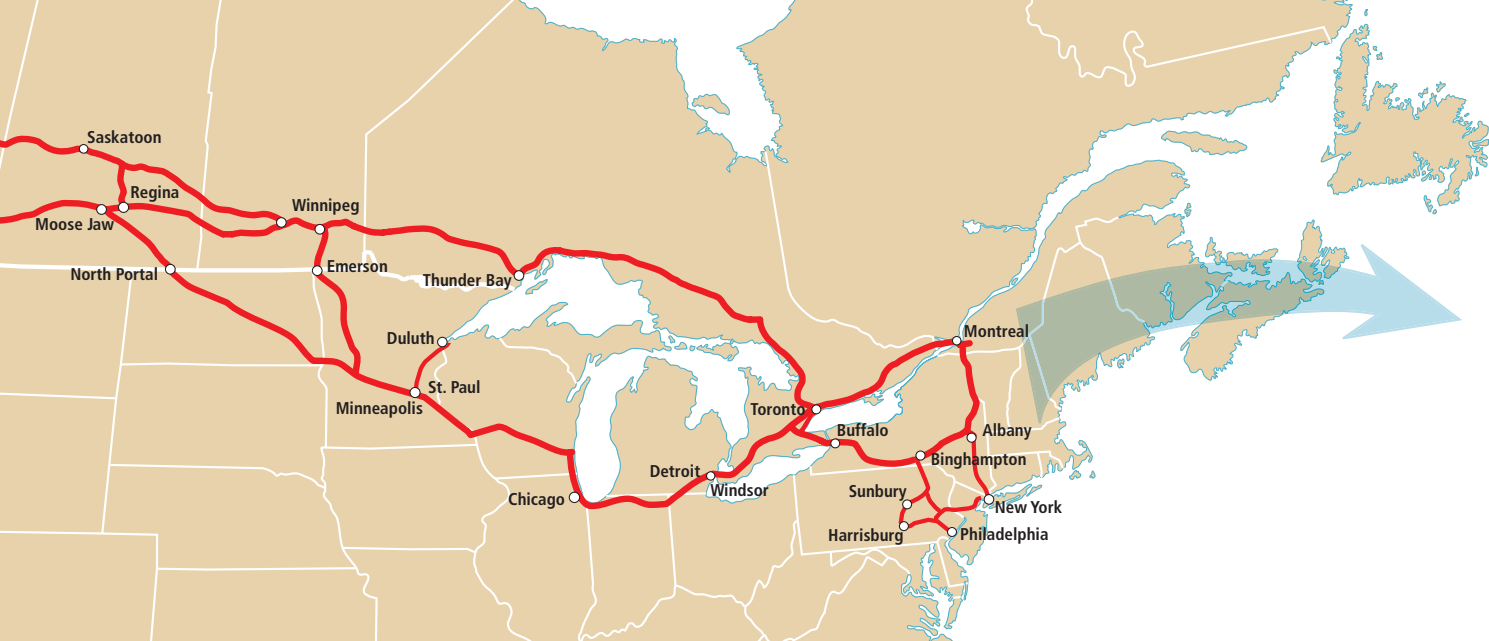 Saskatoon
Regina
Winnipeg
Moose Jaw
North Portal
Emerson
Thunder Bay
Duluth
Montreal
St. Paul
Minneapolis
Toronto
Buffalo
Albany
Binghampton
Detroit
Windsor
Chicago
Sunbury
New York
Harrisburg
Philadelphia